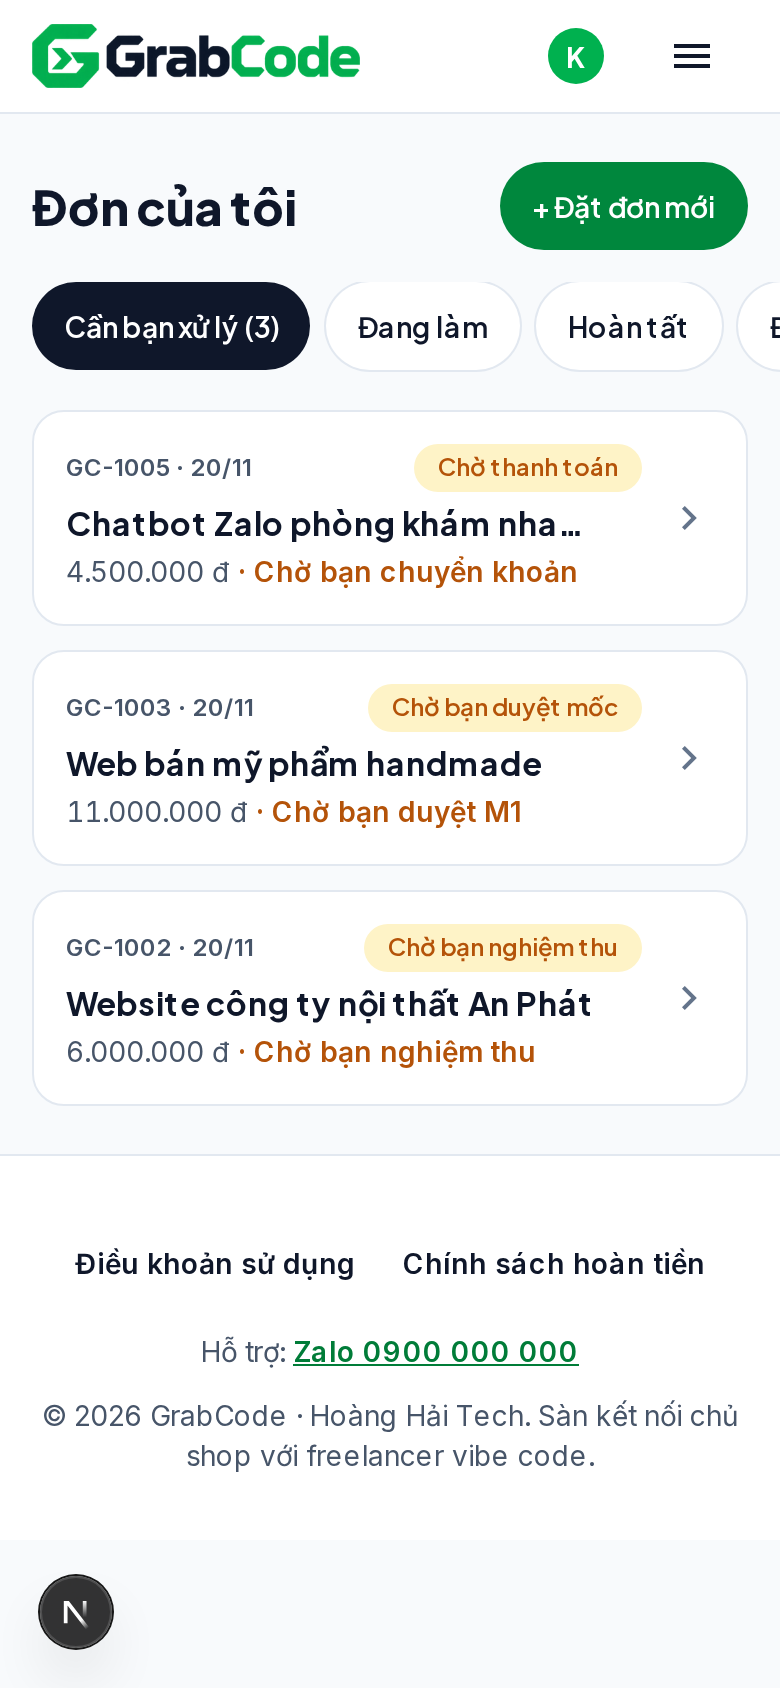 GrabCode
K
Đơn của tôi
+ Đặt đơn mới
Cần bạn xử lý (3)
Đang làm
Hoàn tất
GC-1005 · 20/11
Chờ thanh toán
Chatbot Zalo phòng khám nha…
4.500.000 đ · Chờ bạn chuyển khoản
GC-1003 · 20/11
Chờ bạn duyệt mốc
Web bán mỹ phẩm handmade
11.000.000 đ · Chờ bạn duyệt M1
GC-1002 · 20/11
Chờ bạn nghiệm thu
Website công ty nội thất An Phát
6.000.000 đ · Chờ bạn nghiệm thu
Điều khoản sử dụng
Chính sách hoàn tiền
Hỗ trợ: Zalo 0900 000 000
© 2026 GrabCode · Hoàng Hải Tech. Sàn kết nối chủ
shop với freelancer vibe code.
N